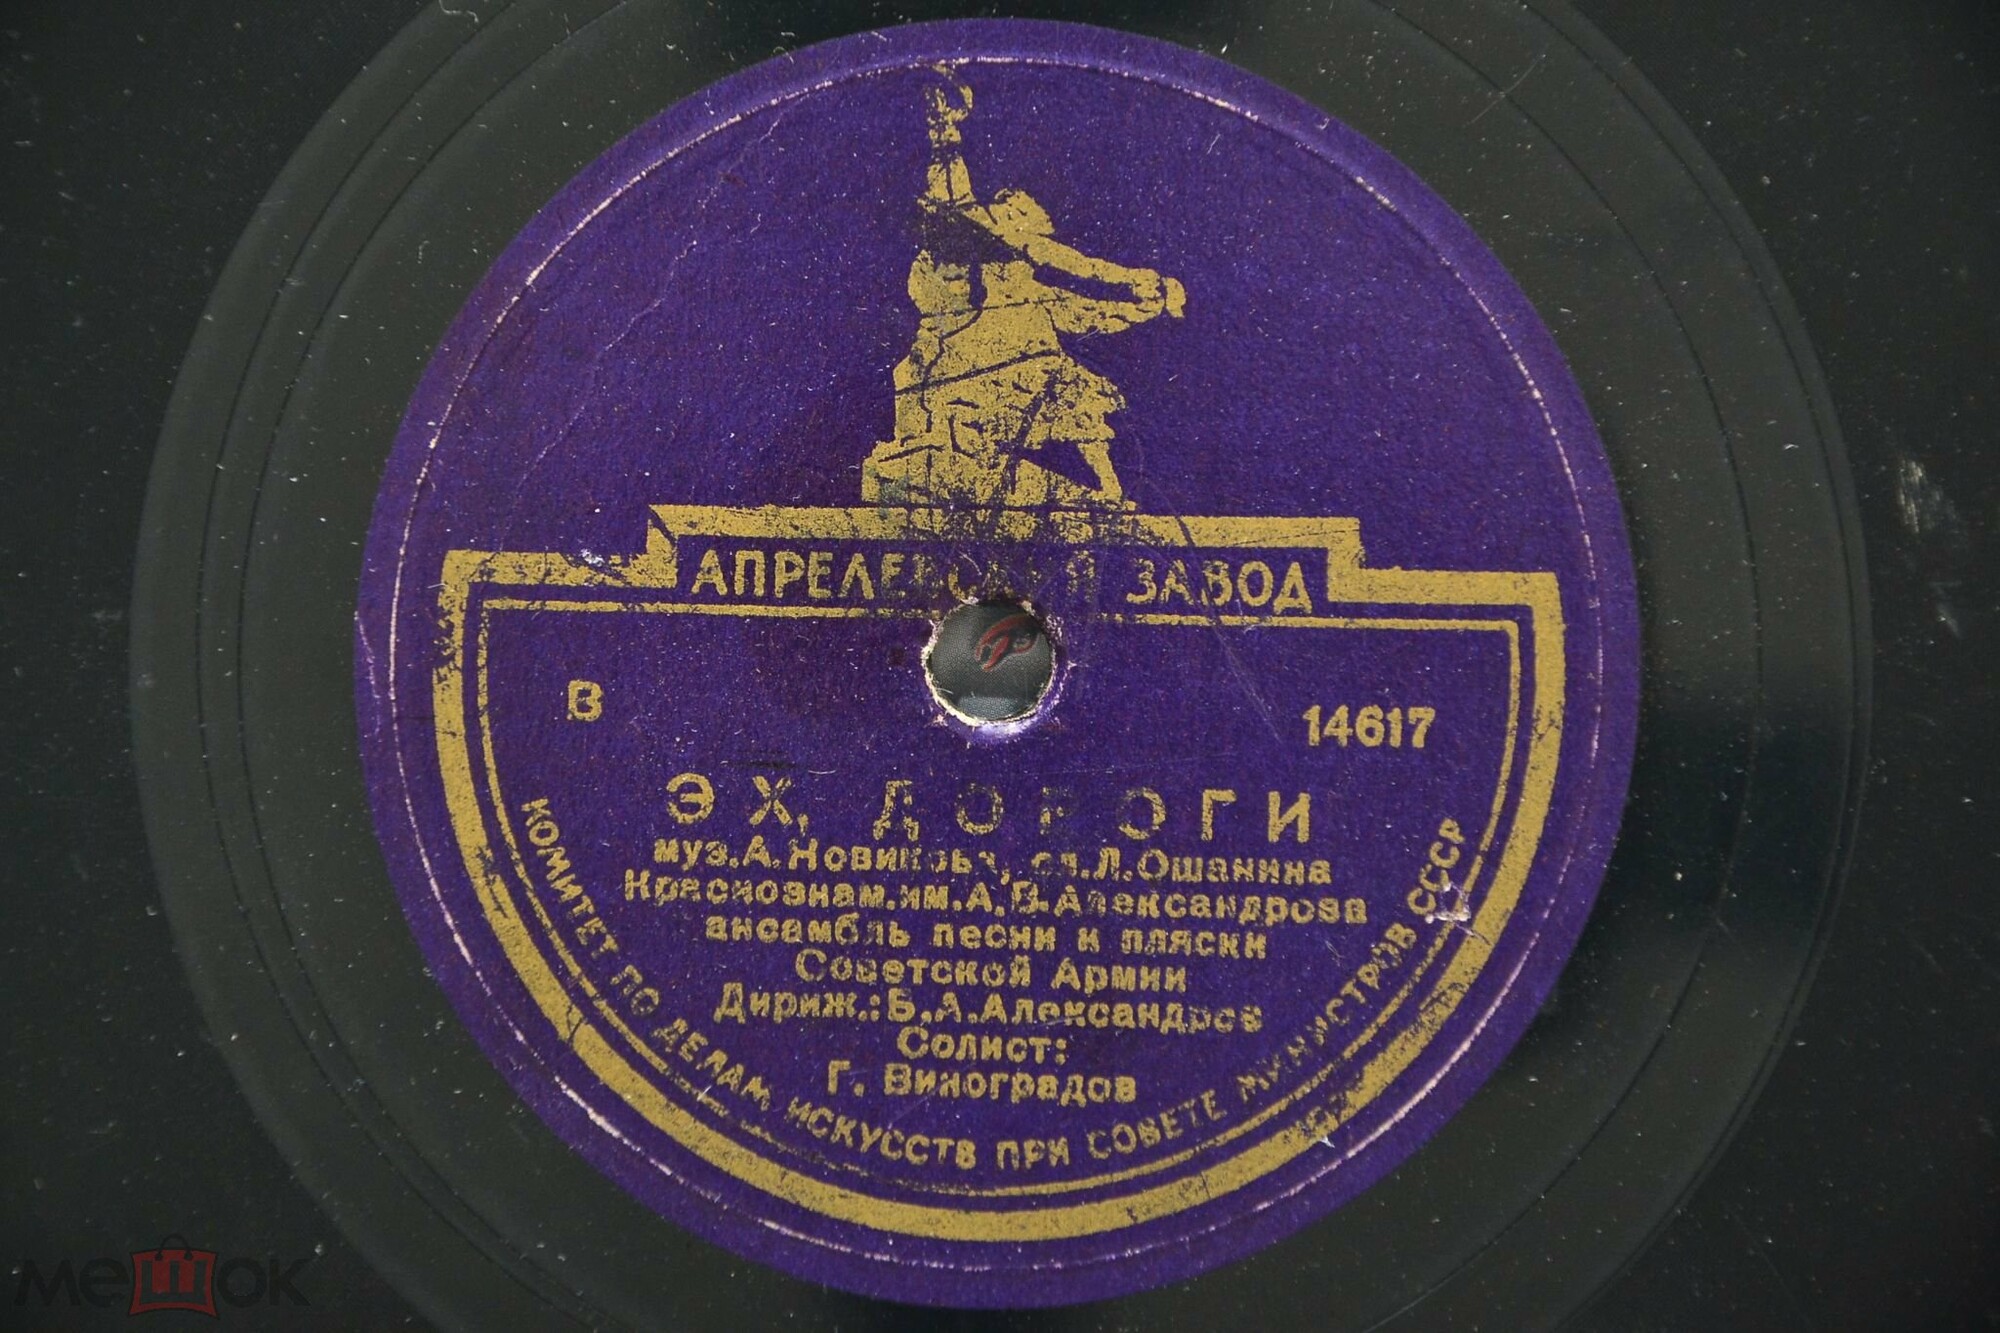 АПРЕЛЕВСКИЙ ЗАВОД
В 14617
ЭХ, ДОРОГИ
муз.А.Новикова, сл.Л.Ошанина
Краснознам.им.А.В.Александрова
ансамбль песни и пляски
Советской Армии
Дириж.:Б.А.Александров
Солист:
Г. Виноградов
КОМИТЕТ ПО ДЕЛАМ ИСКУССТВ ПРИ СОВЕТЕ МИНИСТРОВ СССР
мешок